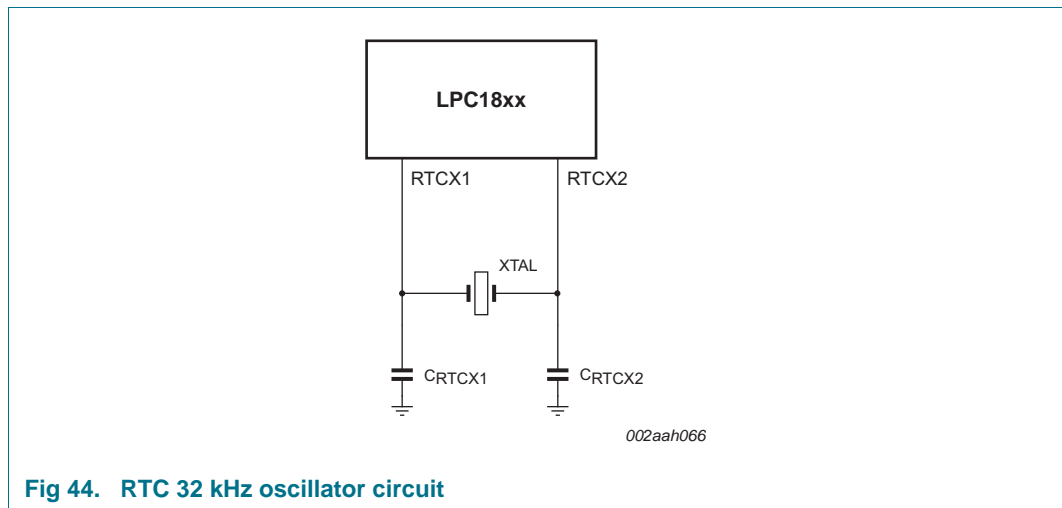 LPC18xx
RTCX1
RTCX2
XTAL
CRTCX1
CRTCX2
002aah066
Fig 44. RTC 32 kHz oscillator circuit